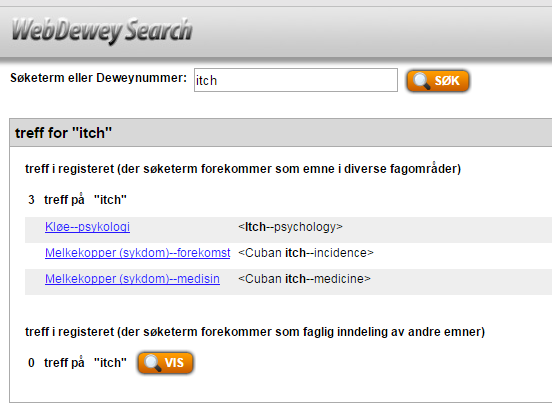 WebDewey Search
Søketerm eller Deweynummer: itch SØK
treff for "itch"
treff i registeret (der søketerm forekommer som emne i diverse fagområder)
3 treff på "itch"
Kløe--psykologi <Itch--psychology>
Melkekopper (sykdom)--forekomst <Cuban itch--incidence>
Melkekopper (sykdom)--medisin <Cuban itch--medicine>
treff i registeret (der søketerm forekommer som faglig inndeling av andre emner)
0 treff på "itch" VIS